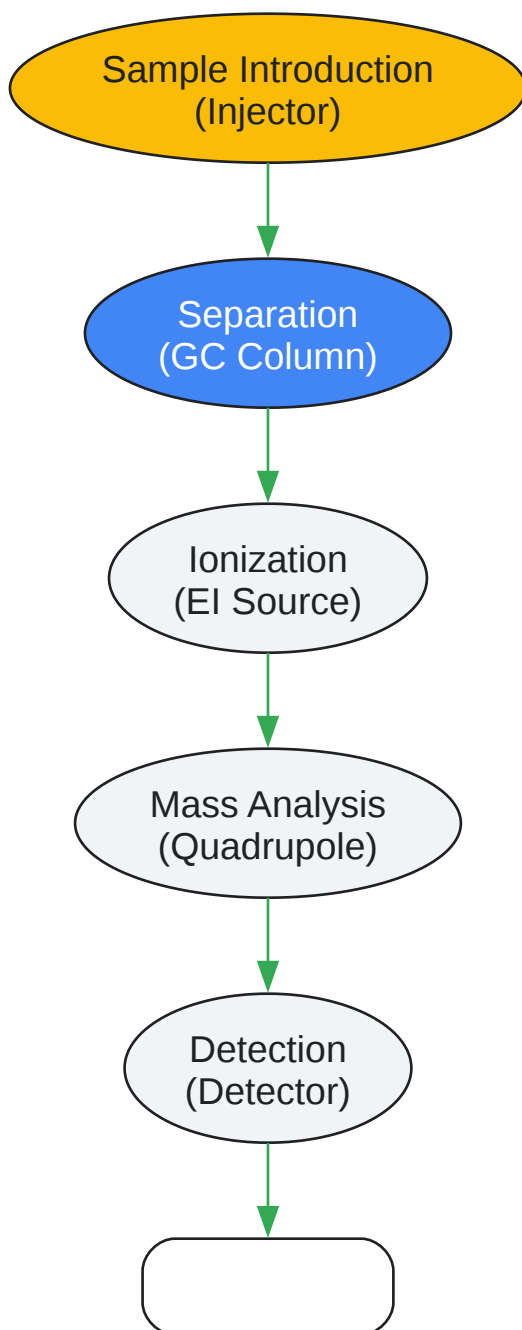 Sample Introduction
(Injector)
Separation
(GC Column)
Ionization
(EI Source)
Mass Analysis
(Quadrupole)
Detection
(Detector)